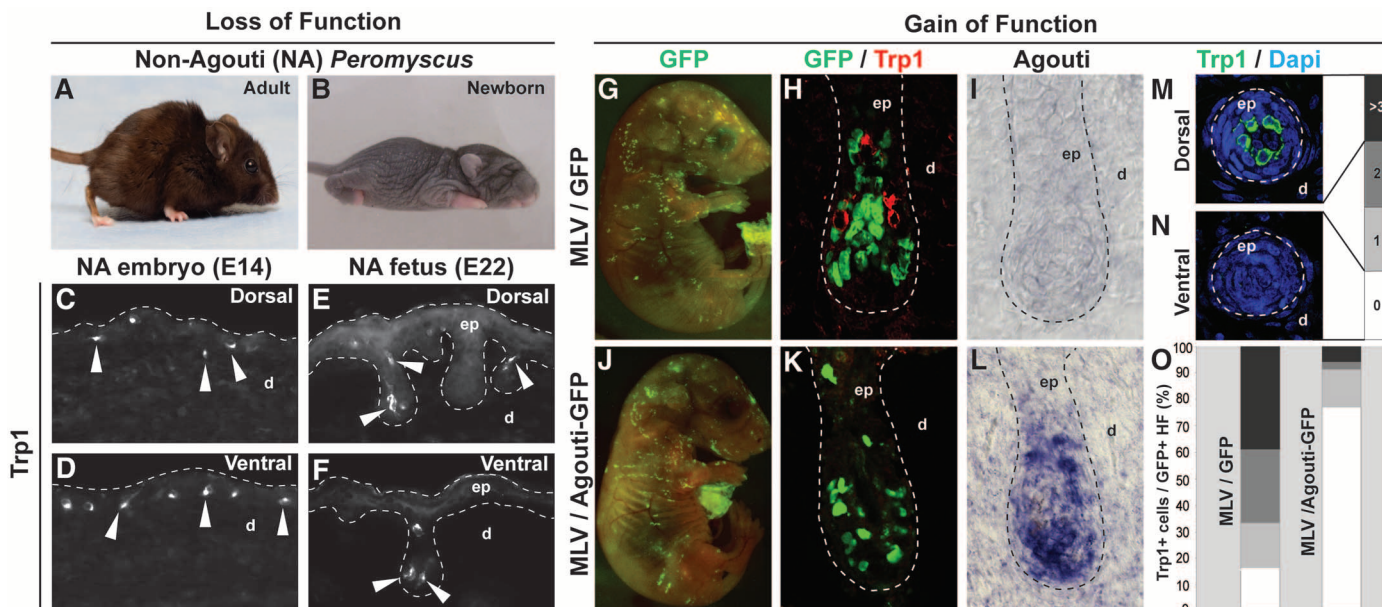 Loss of Function
Non-Agouti (NA) Peromyscus
A Adult
B Newborn
NA embryo (E14)
NA fetus (E22)
Trp1
C Dorsal
d
E Dorsal
ep
d
D Ventral
d
F Ventral
ep
d
Gain of Function
GFP
GFP / Trp1
Agouti
Trp1 / Dapi
MLV / GFP
G
H
ep
d
I
ep
d
M
Dorsal
ep
d
N
Ventral
ep
d
>3
2
1
0
MLV / Agouti-GFP
J
K
ep
d
L
ep
d
O
Trp1+ cells / GFP+ HF (%)
100
90
80
70
60
50
40
30
20
10
0
MLV / GFP
MLV /Agouti-GFP